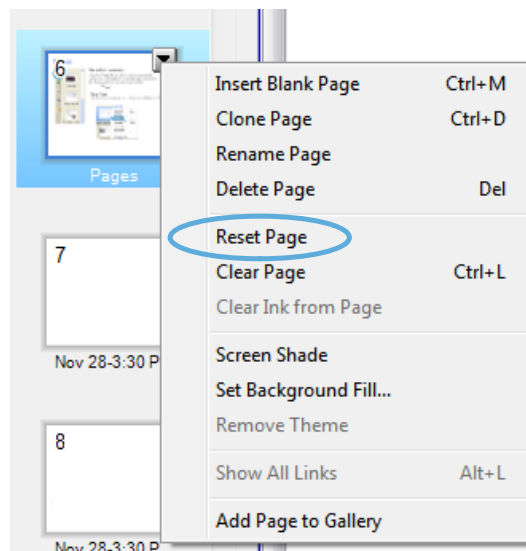 6
Pages
Insert Blank Page Ctrl+M
Clone Page Ctrl+D
Rename Page
Delete Page Del
Reset Page
Clear Page Ctrl+L
Clear Ink from Page
Screen Shade
Set Background Fill...
Remove Theme
Show All Links Alt+L
Add Page to Gallery
7
Nov 28-3:30 P
8
Nov 28-3:30 P